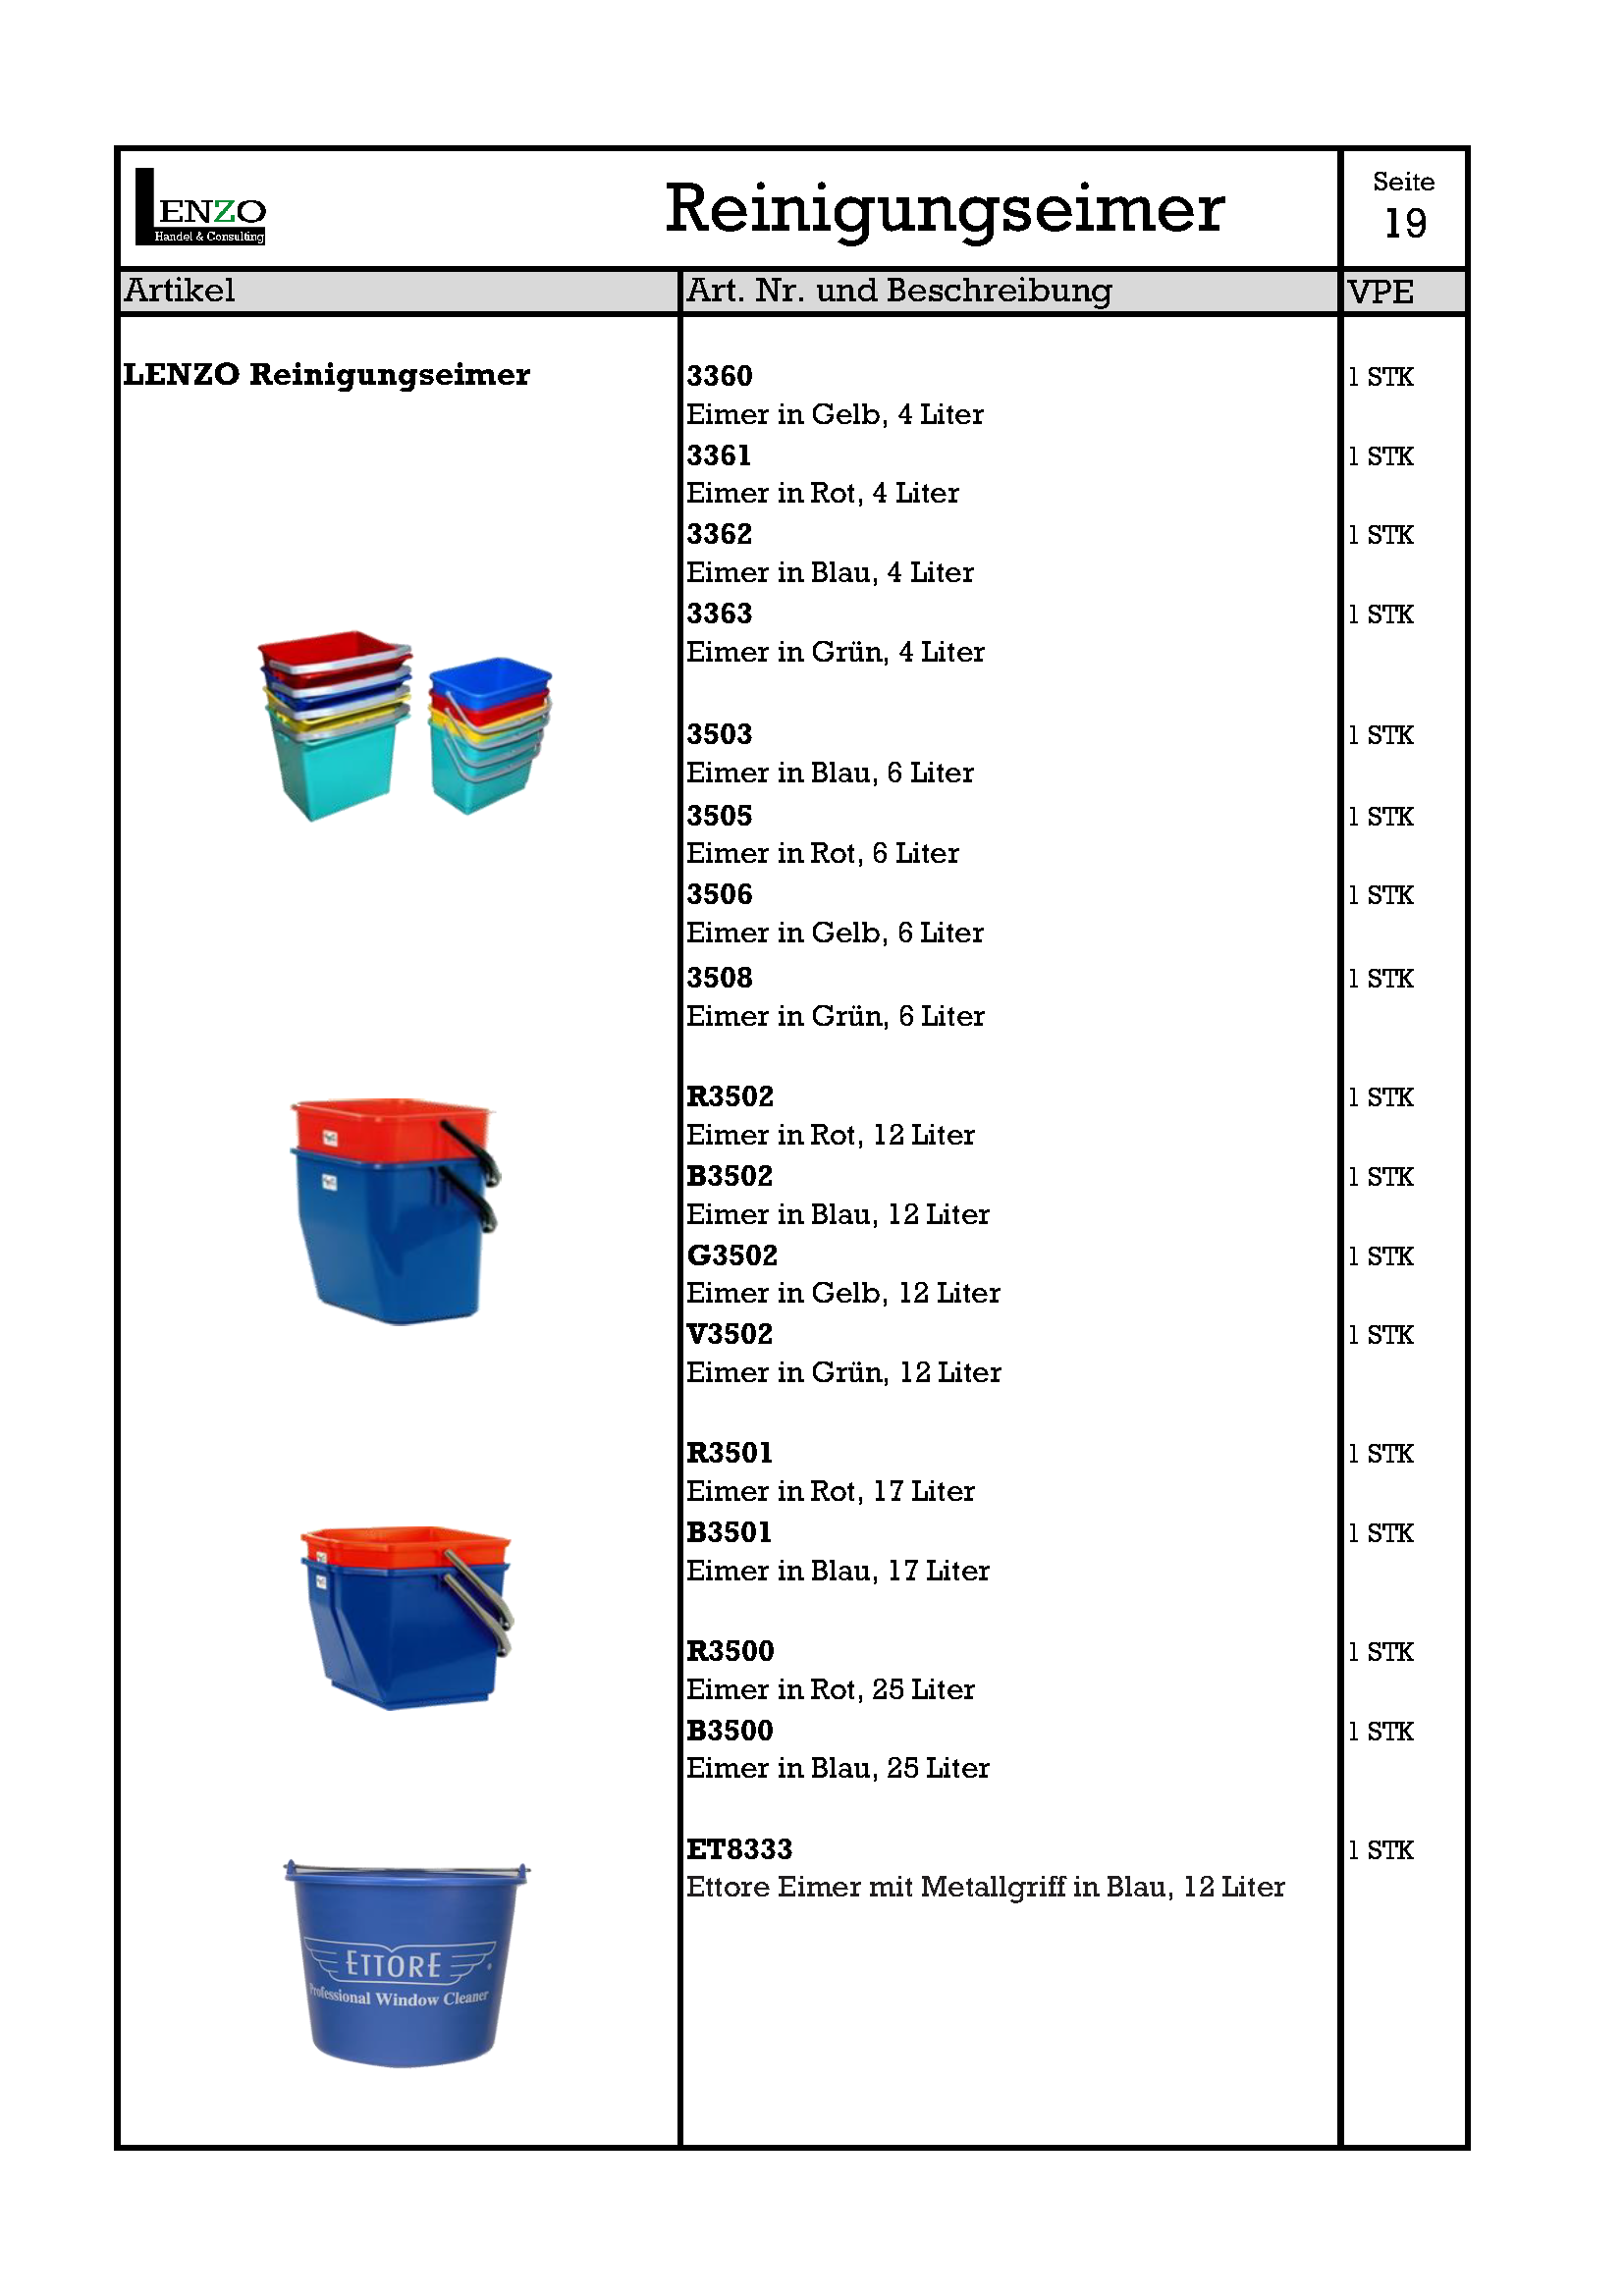 LENZO
Handel & Consulting
Reinigungseimer
Seite
19
Artikel
Art. Nr. und Beschreibung
VPE
LENZO Reinigungseimer
3360
1 STK
Eimer in Gelb, 4 Liter
3361
1 STK
Eimer in Rot, 4 Liter
3362
1 STK
Eimer in Blau, 4 Liter
3363
1 STK
Eimer in Grün, 4 Liter
3503
1 STK
Eimer in Blau, 6 Liter
3505
1 STK
Eimer in Rot, 6 Liter
3506
1 STK
Eimer in Gelb, 6 Liter
3508
1 STK
Eimer in Grün, 6 Liter
R3502
1 STK
Eimer in Rot, 12 Liter
B3502
1 STK
Eimer in Blau, 12 Liter
G3502
1 STK
Eimer in Gelb, 12 Liter
V3502
1 STK
Eimer in Grün, 12 Liter
R3501
1 STK
Eimer in Rot, 17 Liter
B3501
1 STK
Eimer in Blau, 17 Liter
R3500
1 STK
Eimer in Rot, 25 Liter
B3500
1 STK
Eimer in Blau, 25 Liter
ET8333
1 STK
Ettore Eimer mit Metallgriff in Blau, 12 Liter
ETTORE
Professional Window Cleaner